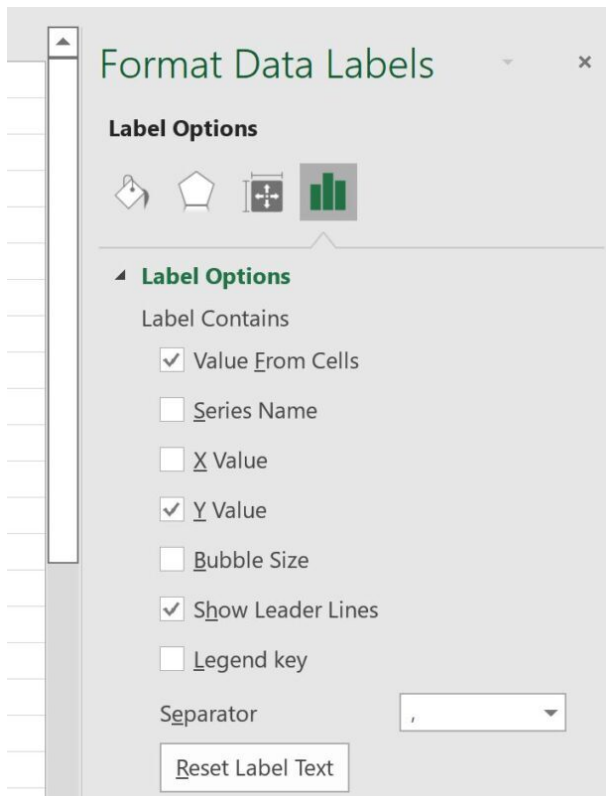 Format Data Labels
Label Options
Label Options
Label Contains
Value From Cells
Series Name
X Value
Y Value
Bubble Size
Show Leader Lines
Legend key
Separator ,
Reset Label Text